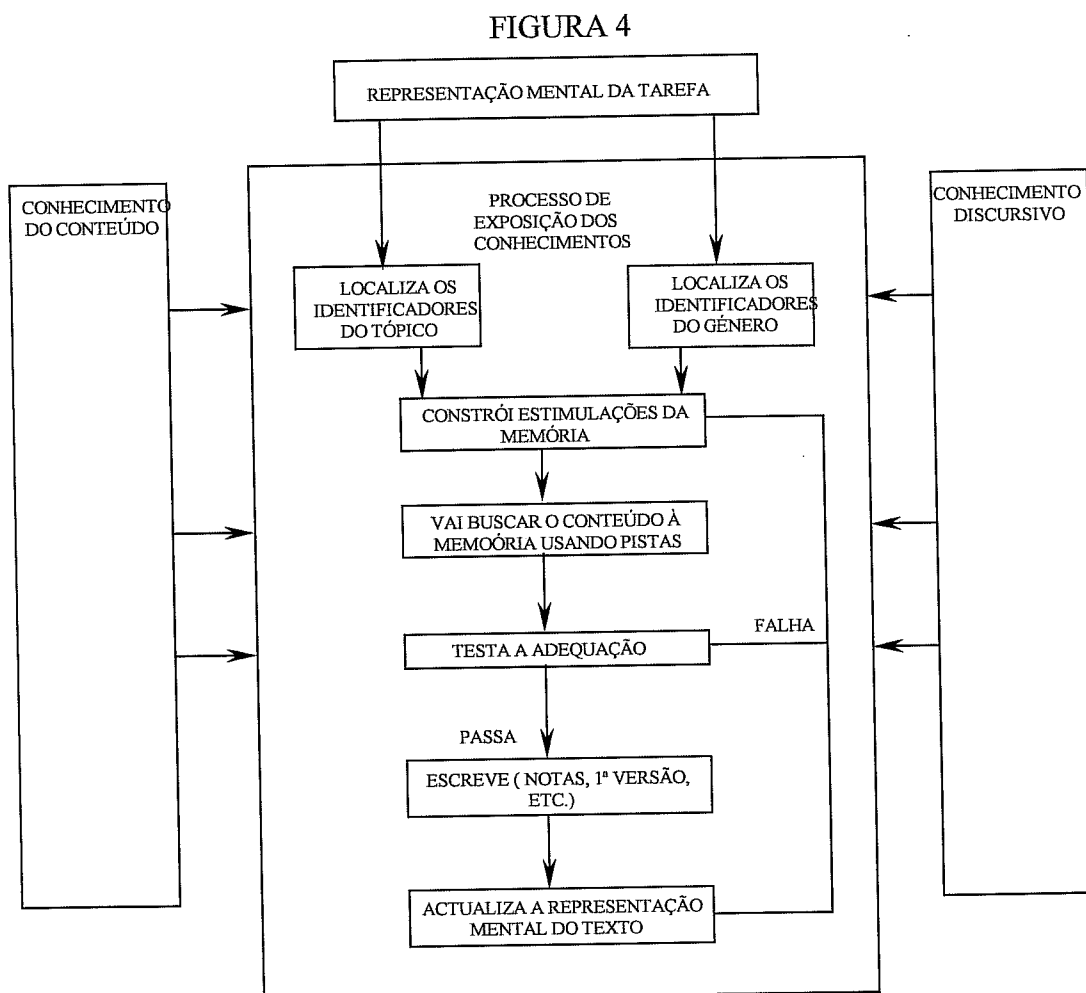 FIGURA 4
REPRESENTAÇÃO MENTAL DA TAREFA
CONHECIMENTO
DO CONTEÚDO
PROCESSO DE
EXPOSIÇÃO DOS
CONHECIMENTOS
CONHECIMENTO
DISCURSIVO
LOCALIZA OS
IDENTIFICADORES
DO TÓPICO
LOCALIZA OS
IDENTIFICADORES
DO GÉNERO
CONSTRÓI ESTIMULAÇÕES DA
MEMÓRIA
VAI BUSCAR O CONTEÚDO À
MEMOÓRIA USANDO PISTAS
TESTA A ADEQUAÇÃO
FALHA
PASSA
ESCREVE ( NOTAS, 1ª VERSÃO,
ETC.)
ACTUALIZA A REPRESENTAÇÃO
MENTAL DO TEXTO